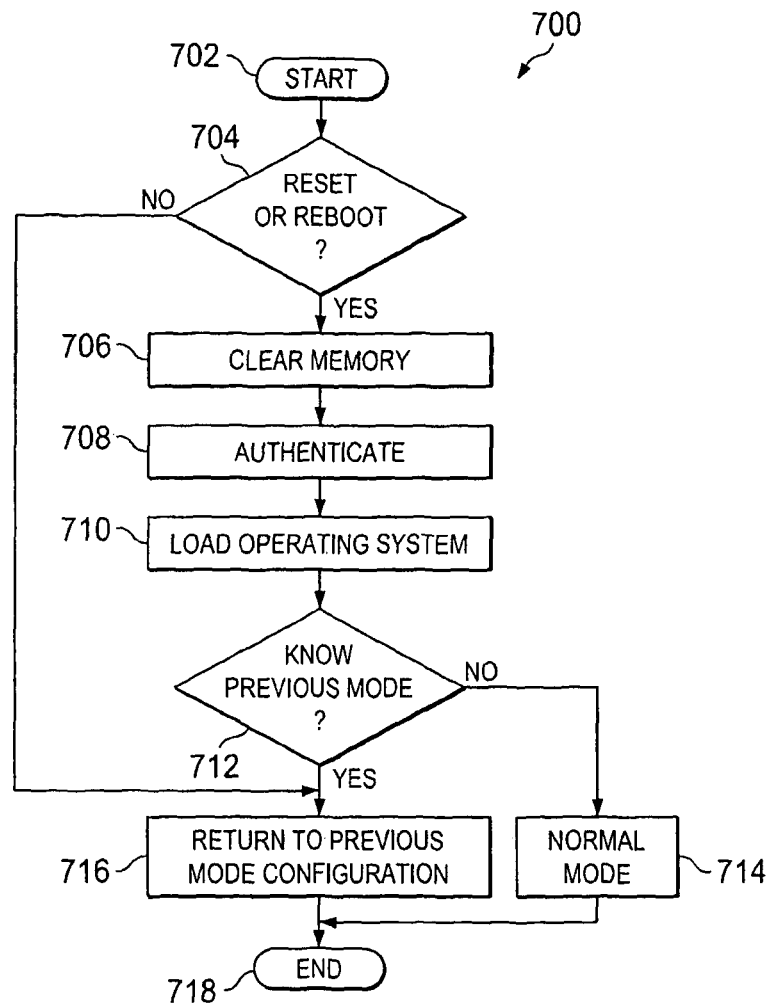 700
702
START
704
RESET
OR REBOOT
?
NO
YES
706
CLEAR MEMORY
708
AUTHENTICATE
710
LOAD OPERATING SYSTEM
KNOW
PREVIOUS MODE
?
NO
712
YES
716
RETURN TO PREVIOUS
MODE CONFIGURATION
NORMAL
MODE
714
718
END